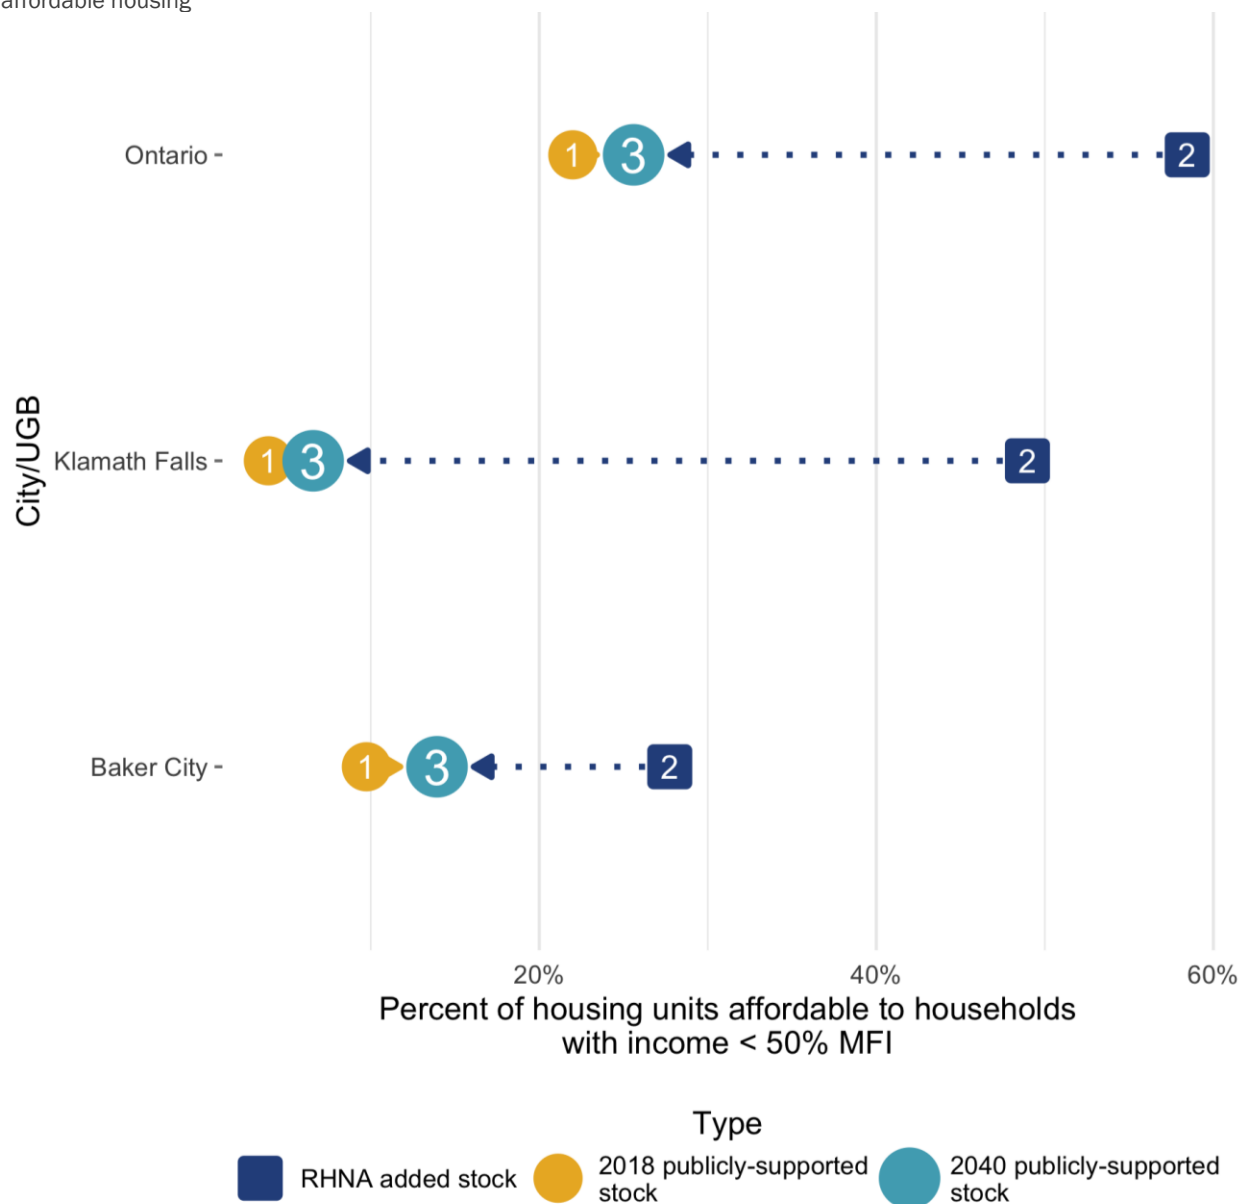 affordable housing
Ontario
1
3
2
City/UGB
Klamath Falls
1
3
2
Baker City
1
3
2
20%
40%
60%
Percent of housing units affordable to households
with income < 50% MFI
Type
RHNA added stock
2018 publicly-supported
stock
2040 publicly-supported
stock